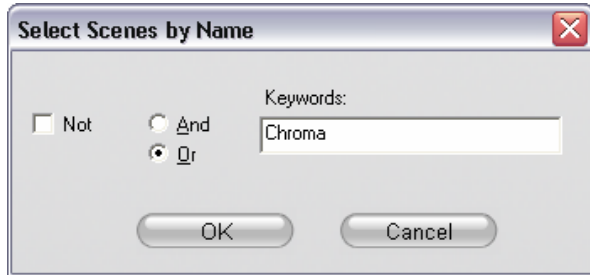 Select Scenes by Name
Keywords:
Not
And
Chroma
Or
OK
Cancel